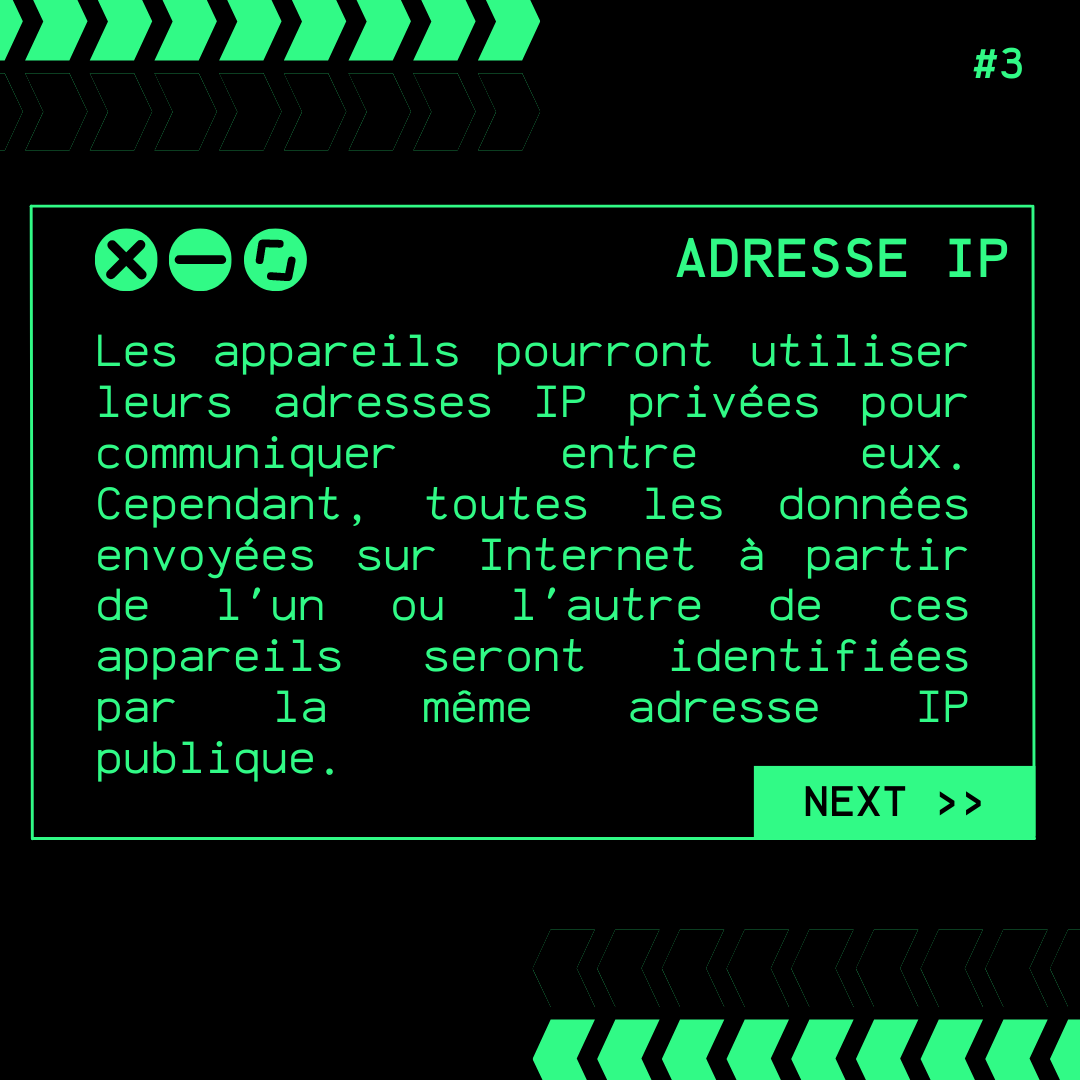 #3
ADRESSE IP
Les appareils pourront utiliser
leurs adresses IP privées pour
communiquer entre eux.
Cependant, toutes les données
envoyées sur Internet à partir
de l'un ou l'autre de ces
appareils seront identifiées
par la même adresse IP
publique.
NEXT >>